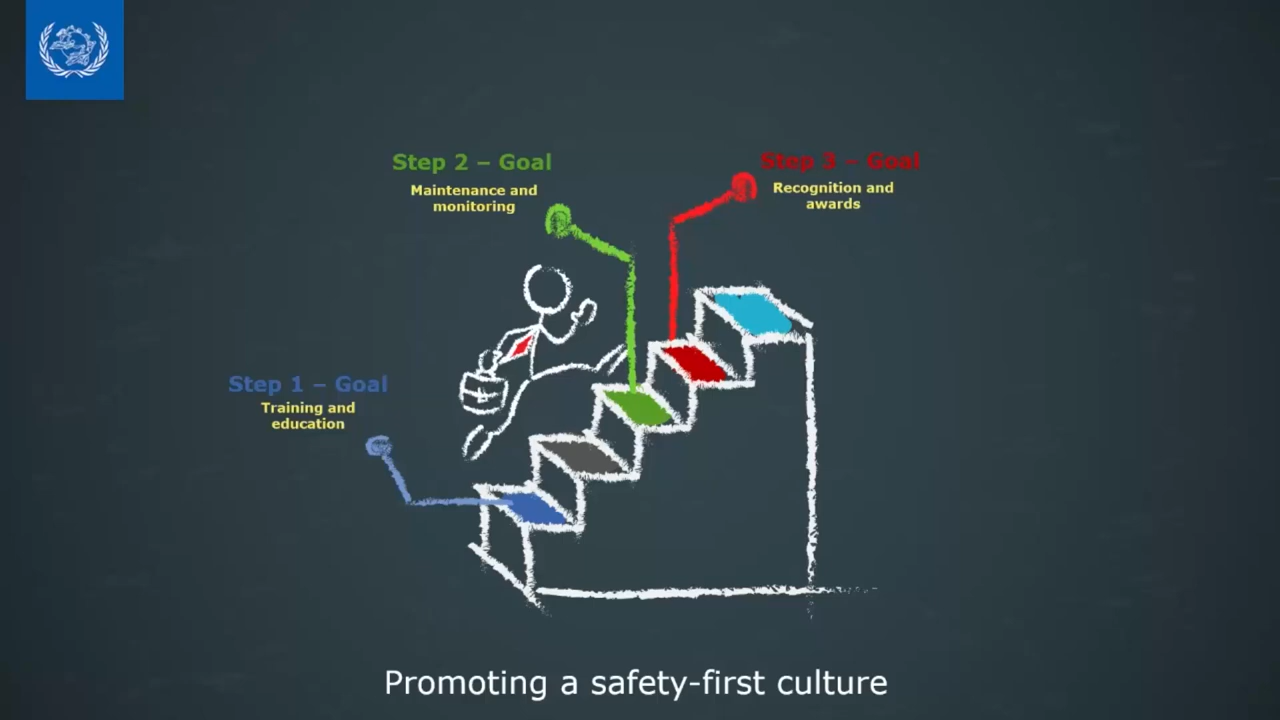 Step 2 – Goal
Maintenance and
monitoring
Step 3 – Goal
Recognition and
awards
Step 1 – Goal
Training and
education
Promoting a safety-first culture